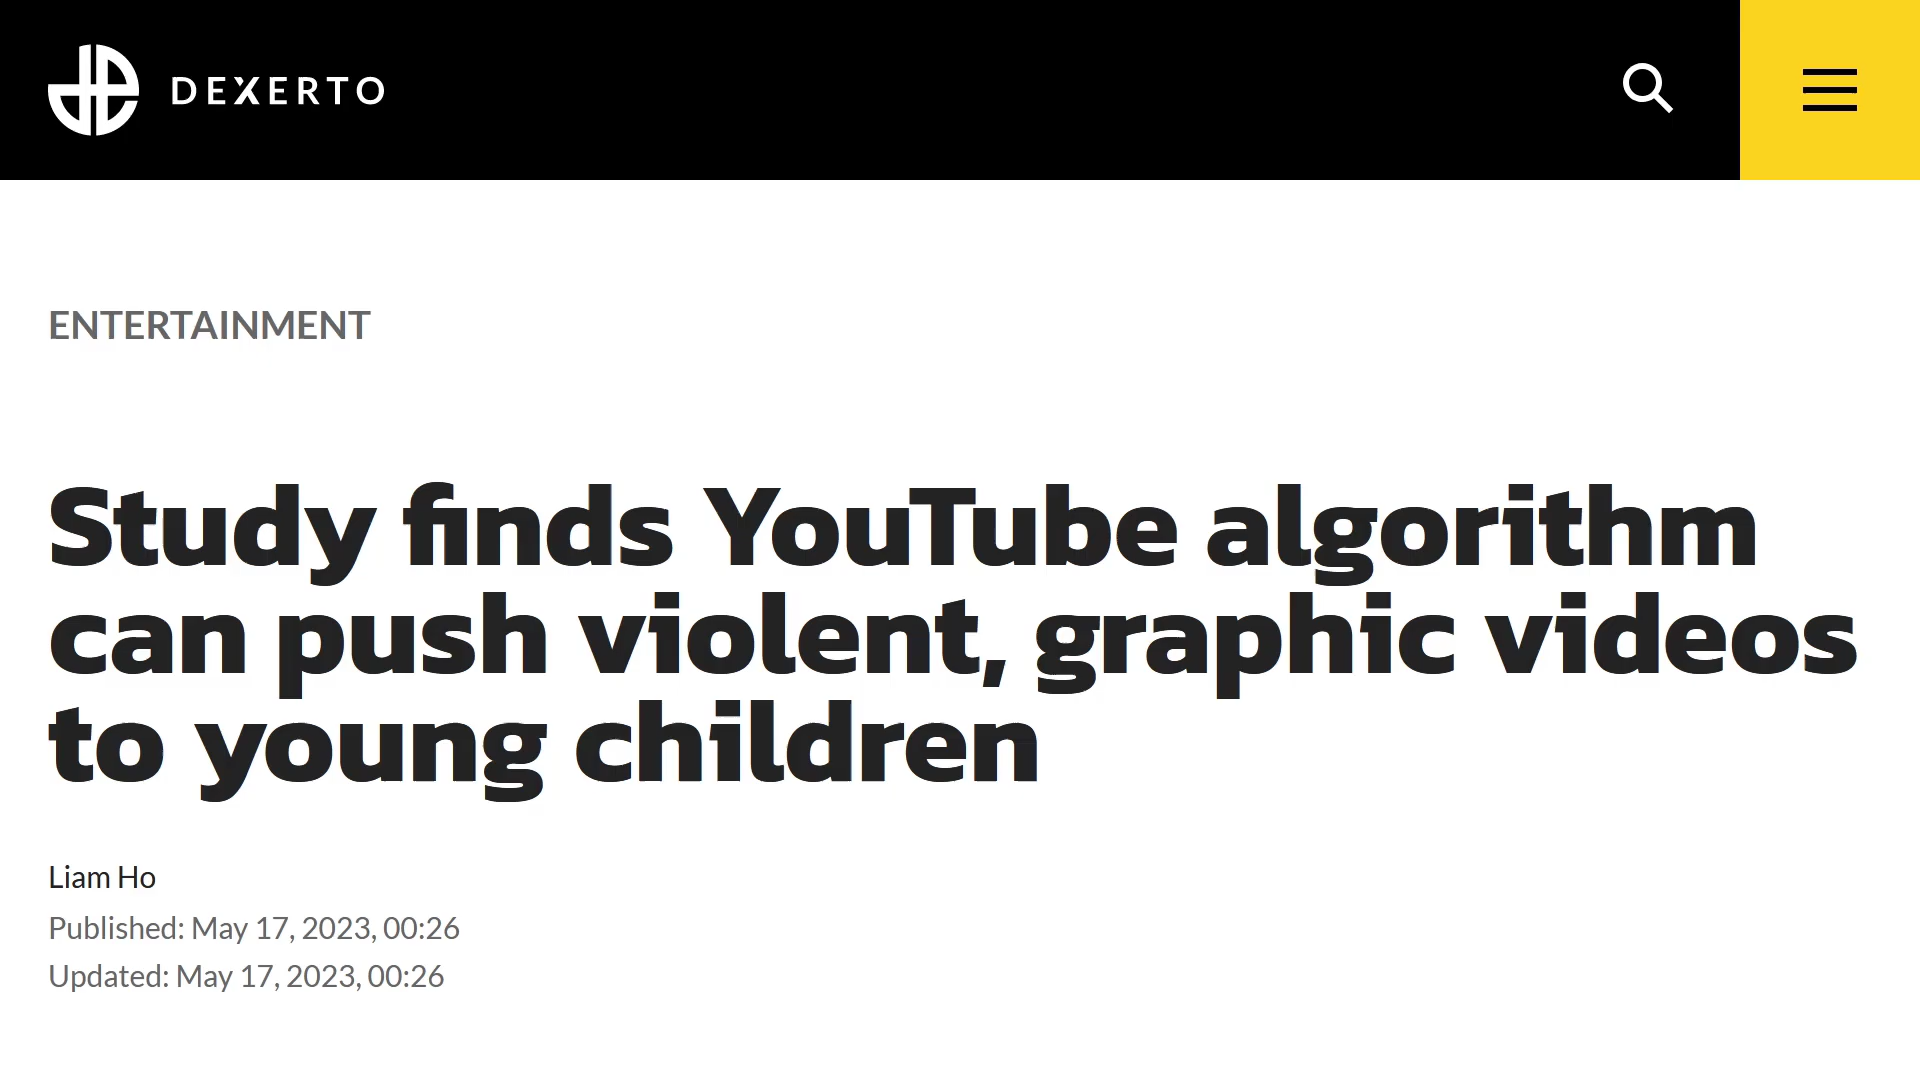 DEXERTO
ENTERTAINMENT
Study finds YouTube algorithm
can push violent, graphic videos
to young children
Liam Ho
Published: May 17, 2023, 00:26
Updated: May 17, 2023, 00:26